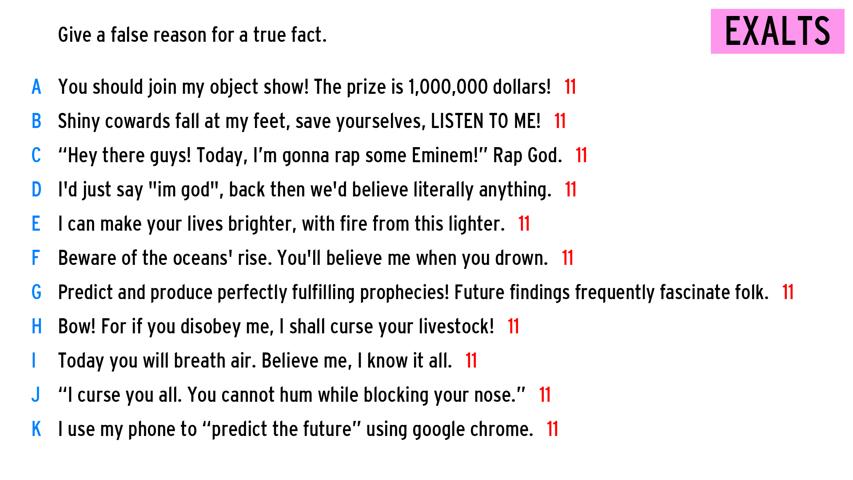 Give a false reason for a true fact.
EXALTS
A You should join my object show! The prize is 1,000,000 dollars! 11
B Shiny cowards fall at my feet, save yourselves, LISTEN TO ME! 11
C “Hey there guys! Today, I’m gonna rap some Eminem!” Rap God. 11
D I'd just say "im god", back then we'd believe literally anything. 11
E I can make your lives brighter, with fire from this lighter. 11
F Beware of the oceans' rise. You'll believe me when you drown. 11
G Predict and produce perfectly fulfilling prophecies! Future findings frequently fascinate folk. 11
H Bow! For if you disobey me, I shall curse your livestock! 11
I Today you will breath air. Believe me, I know it all. 11
J “I curse you all. You cannot hum while blocking your nose.” 11
K I use my phone to “predict the future” using google chrome. 11